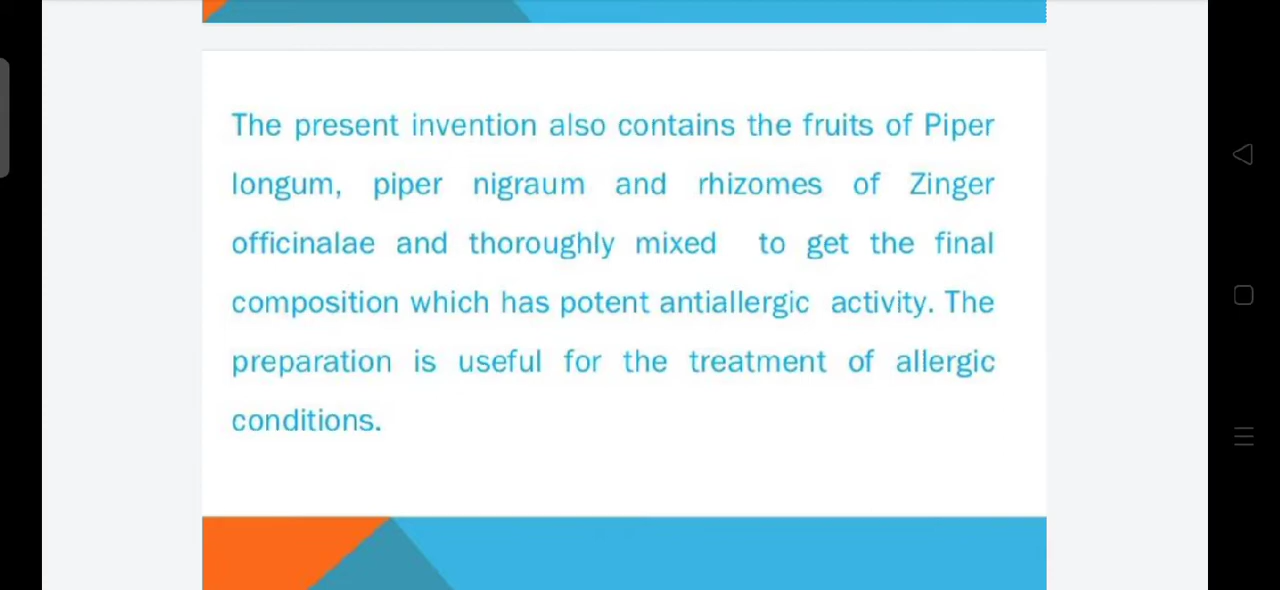 The present invention also contains the fruits of Piper
longum, piper nigraum and rhizomes of Zinger
officinalae and thoroughly mixed to get the final
composition which has potent antiallergic activity. The
preparation is useful for the treatment of allergic
conditions.